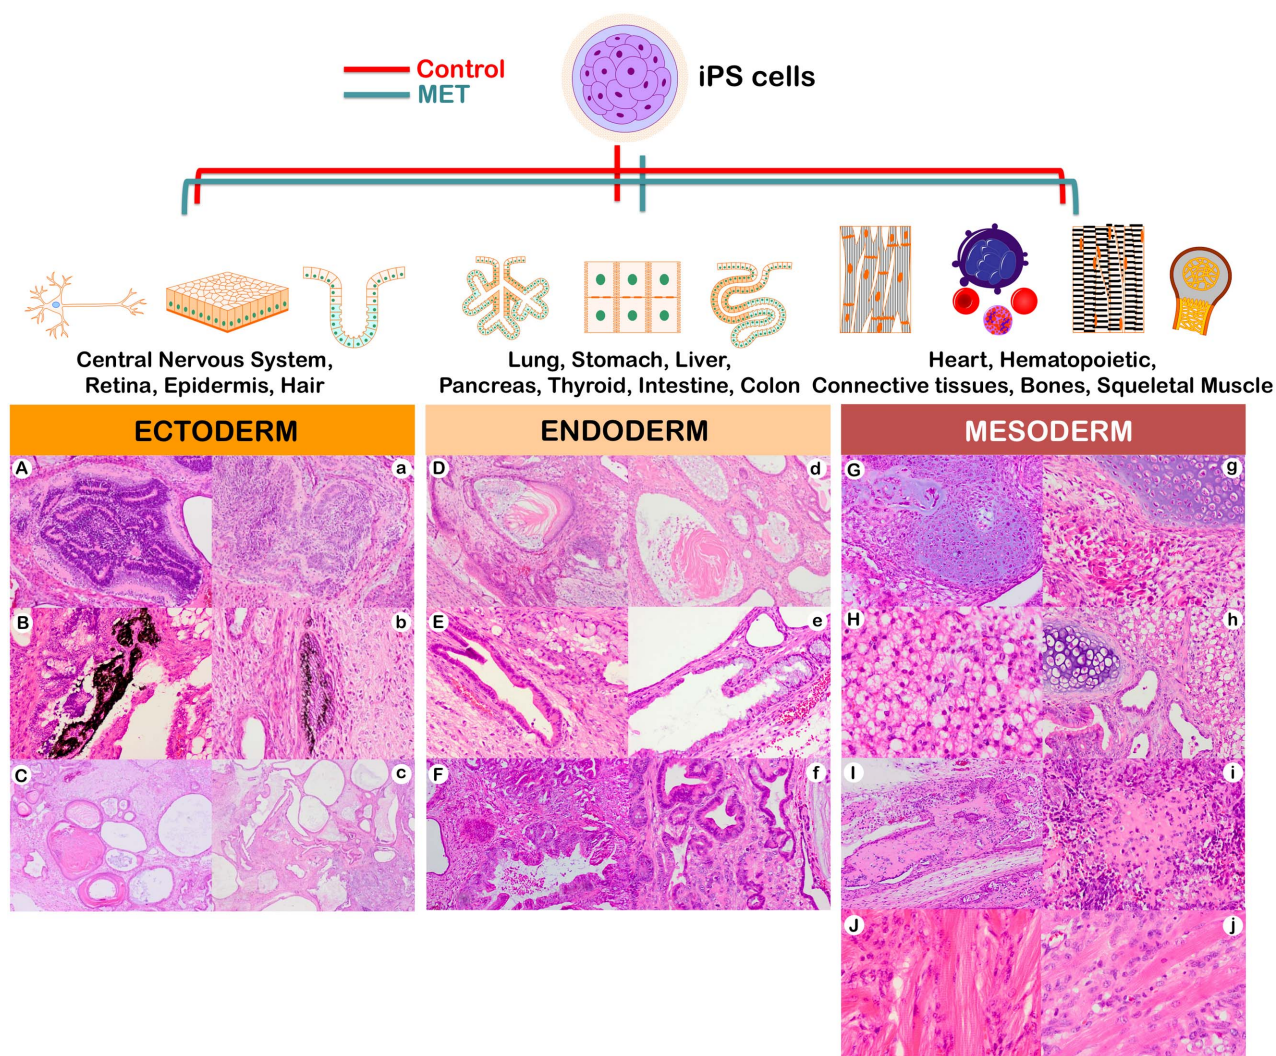 Control
MET
iPS cells
Central Nervous System,
Retina, Epidermis, Hair
Lung, Stomach, Liver,
Pancreas, Thyroid, Intestine, Colon
Heart, Hematopoietic,
Connective tissues, Bones, Squeletal Muscle
ECTODERM
ENDODERM
MESODERM
A
a
B
b
C
c
D
d
E
e
F
f
G
g
H
h
I
i
J
j